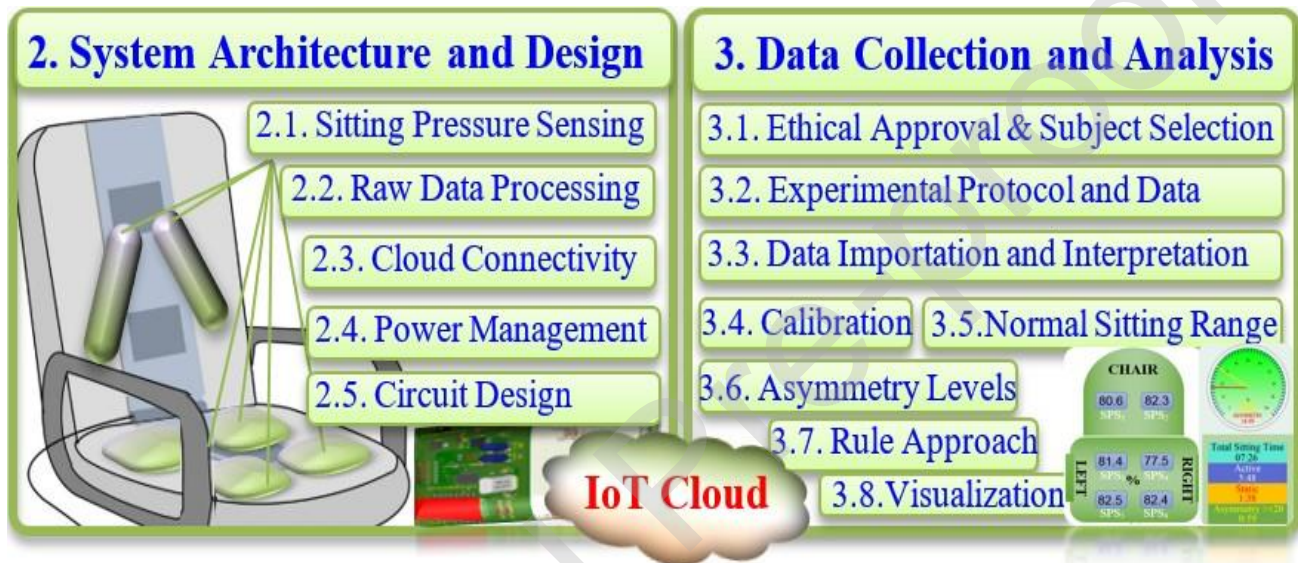 2. System Architecture and Design
2.1. Sitting Pressure Sensing
2.2. Raw Data Processing
2.3. Cloud Connectivity
2.4. Power Management
2.5. Circuit Design
IoT Cloud
3. Data Collection and Analysis
3.1. Ethical Approval & Subject Selection
3.2. Experimental Protocol and Data
3.3. Data Importation and Interpretation
3.4. Calibration
3.5.Normal Sitting Range
3.6. Asymmetry Levels
3.7. Rule Approach
3.8.Visualization
CHAIR
80.6 82.3
LEFT
81.4 77.5
%
82.5 82.4
RIGHT
Total Sitting Time
07:26
Active
Static